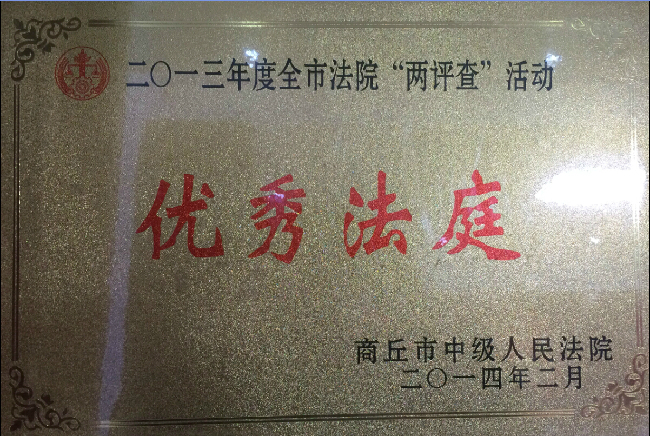 二〇一三年度全市法院“两评查”活动
优秀法庭
商丘市中级人民法院
二〇一四年二月